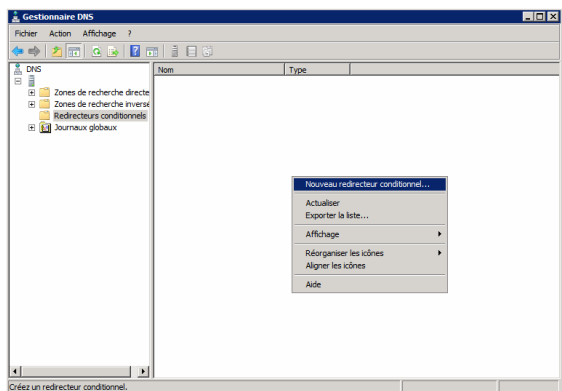 Gestionnaire DNS
Fichier Action Affichage ?
DNS
Nom Type
Zones de recherche directe
Zones de recherche inversé
Redirecteurs conditionnels
Journaux globaux
Nouveau redirecteur conditionnel...
Actualiser
Exporter la liste...
Affichage
Réorganiser les icônes
Aligner les icônes
Aide
Créez un redirecteur conditionnel.